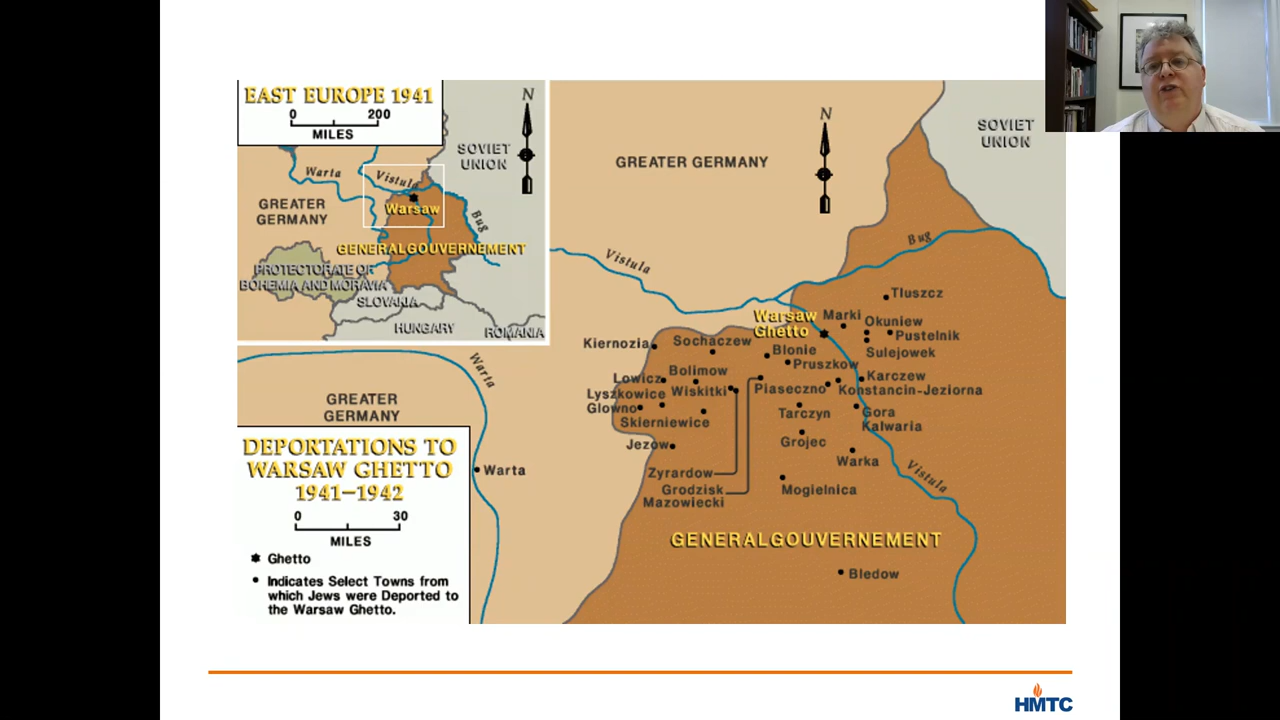 EAST EUROPE 1941
0 200
MILES
N
SOVIET
UNION
Warta
Vistula
GREATER
GERMANY
Warsaw
Bug
GENERALGOUVERNEMENT
PROTECTORATE OF
BOHEMIA AND MORAVIA
SLOVAKIA
HUNGARY
ROMANIA
GREATER GERMANY
N
SOVIET
UNION
Vistula
Bug
Tluszcz
Warsaw
Ghetto
Marki
Okuniew
Pustelnik
Sulejowek
Kiernozia
Sochaczew
Blonie
Pruszkow
Lowicz
Bolimow
Karczew
Lyszkowice
Wiskitki
Piaseczno
Konstancin-Jeziorna
Glowno
Skierniewice
Tarczyn
Gora
Kalwaria
Jezow
Grojec
Zyrardow
Warka
Grodzisk
Mazowiecki
Mogielnica
Vistula
GENERALGOUVERNEMENT
Bledow
Warta
GREATER
GERMANY
Warta
DEPORTATIONS TO
WARSAW GHETTO
1941–1942
0 30
MILES
Ghetto
Indicates Select Towns from
which Jews were Deported to
the Warsaw Ghetto.
HMTC